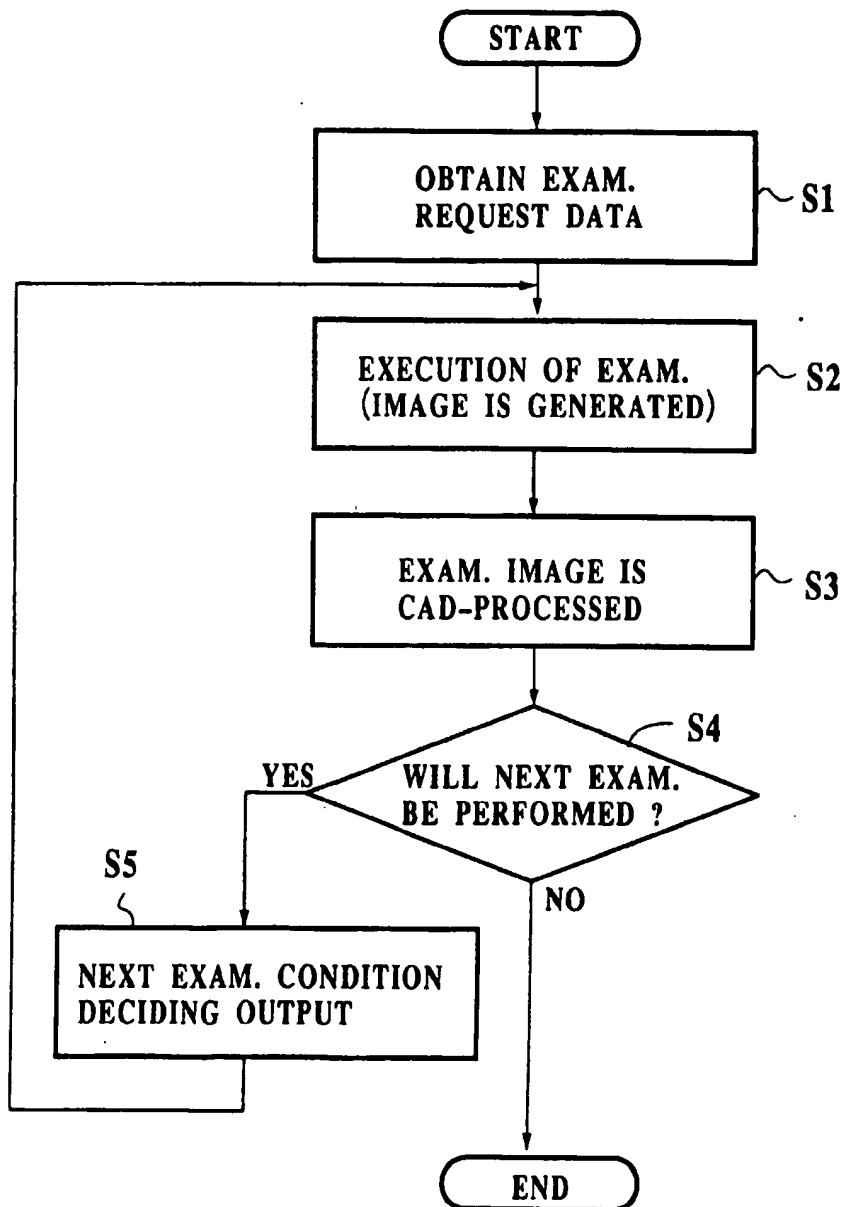 START
OBTAIN EXAM.
REQUEST DATA
S1
EXECUTION OF EXAM.
(IMAGE IS GENERATED)
S2
EXAM. IMAGE IS
CAD-PROCESSED
S3
S4
WILL NEXT EXAM.
BE PERFORMED ?
YES
NO
S5
NEXT EXAM. CONDITION
DECIDING OUTPUT
END